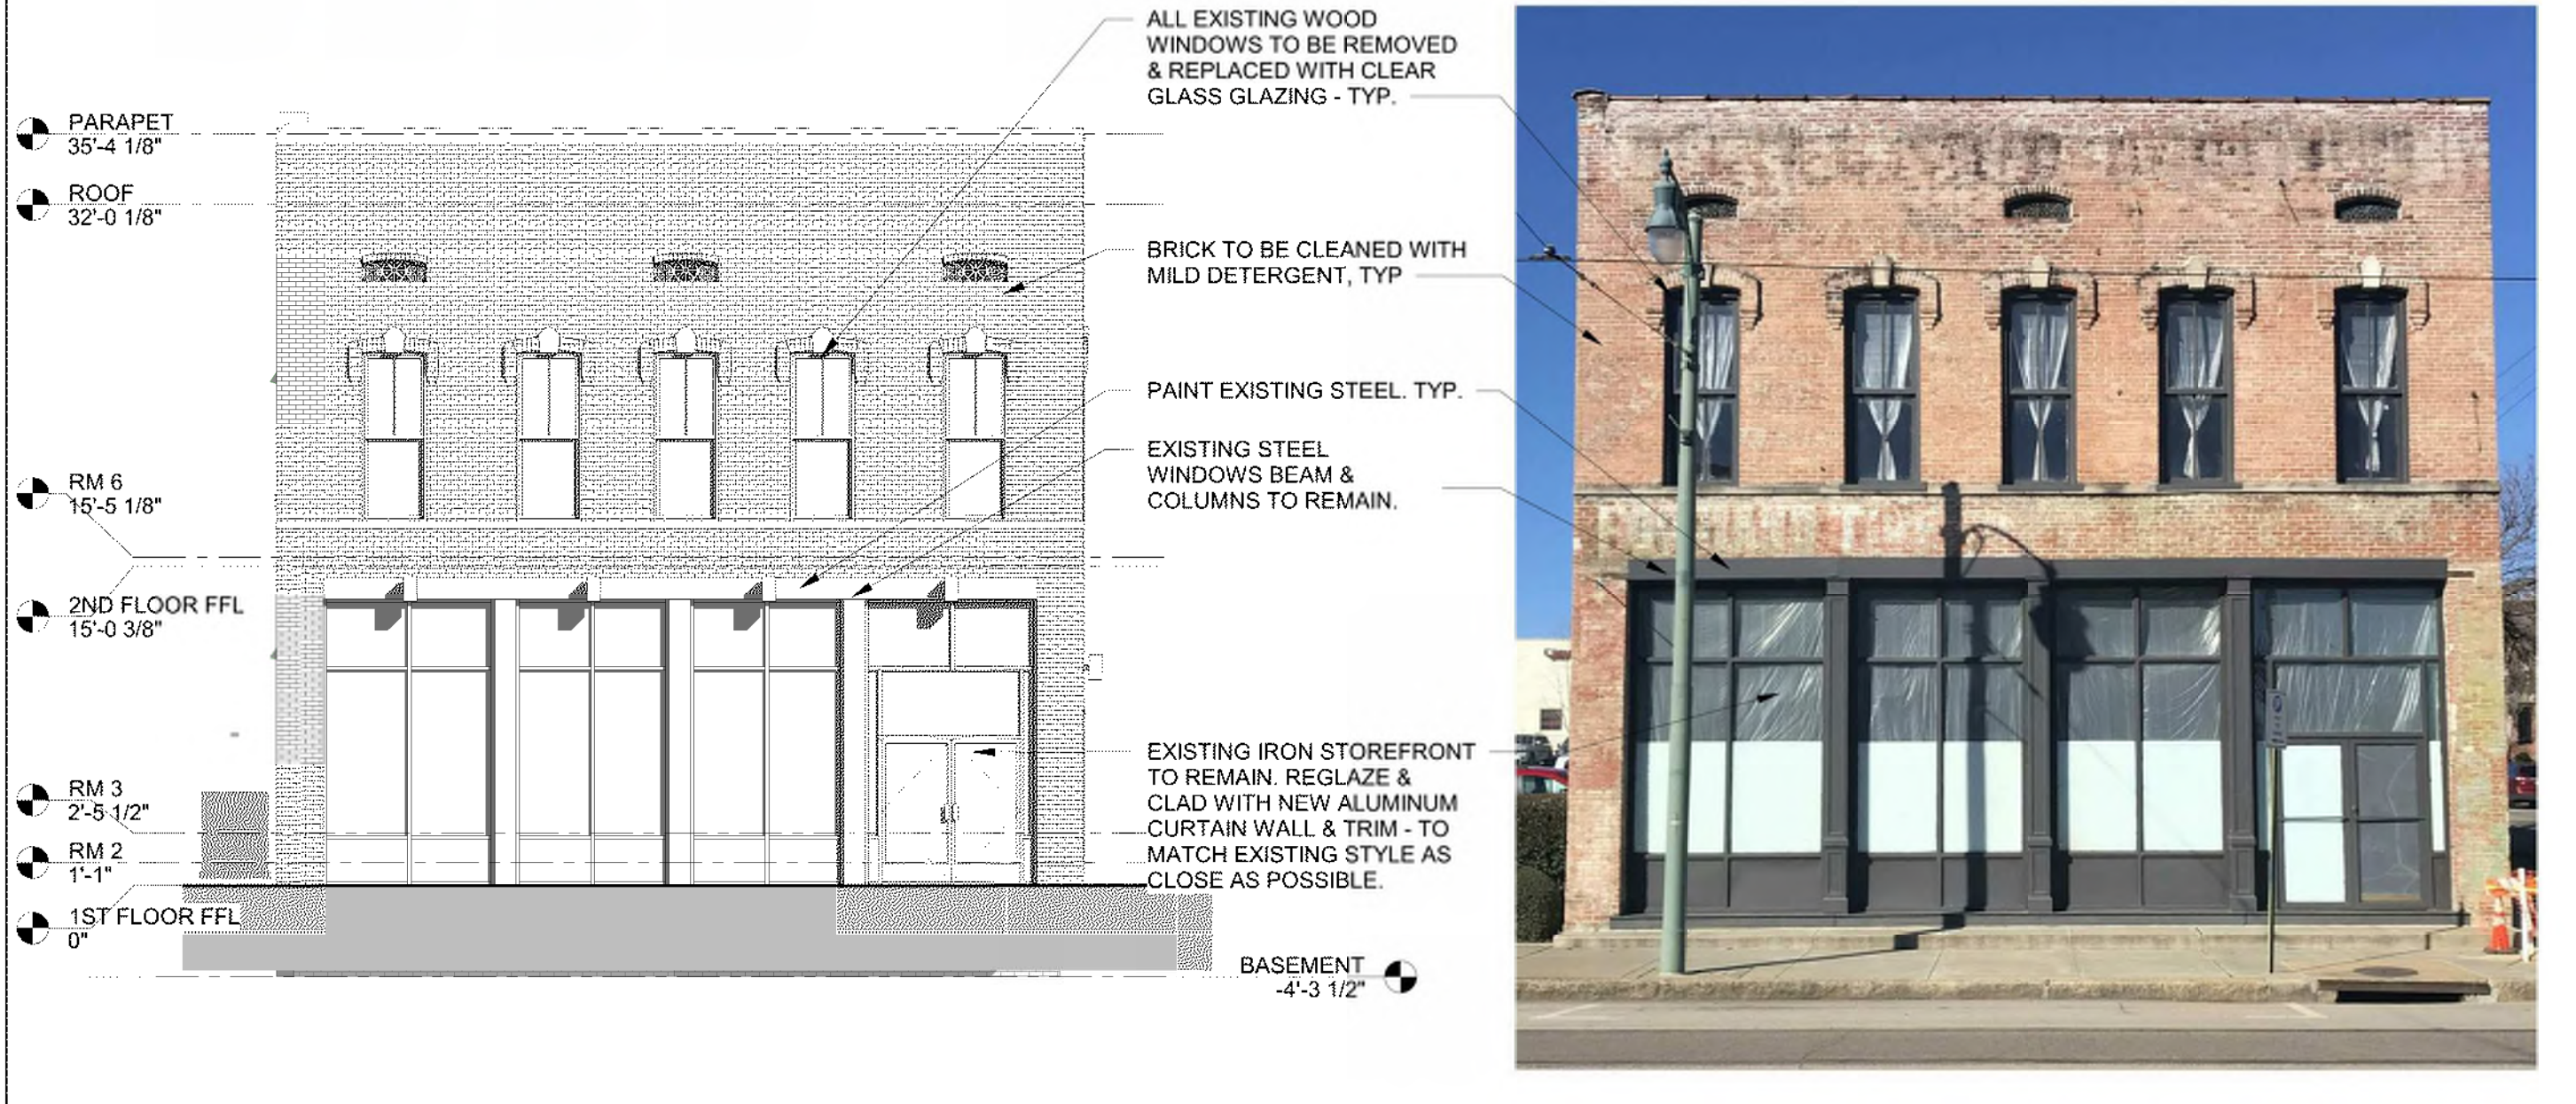 ALL EXISTING WOOD
WINDOWS TO BE REMOVED
& REPLACED WITH CLEAR
GLASS GLAZING - TYP.
PARAPET
35'-4 1/8"
ROOF
32'-0 1/8"
BRICK TO BE CLEANED WITH
MILD DETERGENT, TYP
PAINT EXISTING STEEL. TYP.
EXISTING STEEL
WINDOWS BEAM &
COLUMNS TO REMAIN.
RM 6
15'-5 1/8"
2ND FLOOR FFL
15'-0 3/8"
EXISTING IRON STOREFRONT
TO REMAIN. REGLAZE &
CLAD WITH NEW ALUMINUM
CURTAIN WALL & TRIM - TO
MATCH EXISTING STYLE AS
CLOSE AS POSSIBLE.
RM 3
2'-5 1/2"
RM 2
1'-1"
1ST FLOOR FFL
0"
BASEMENT
-4'-3 1/2"